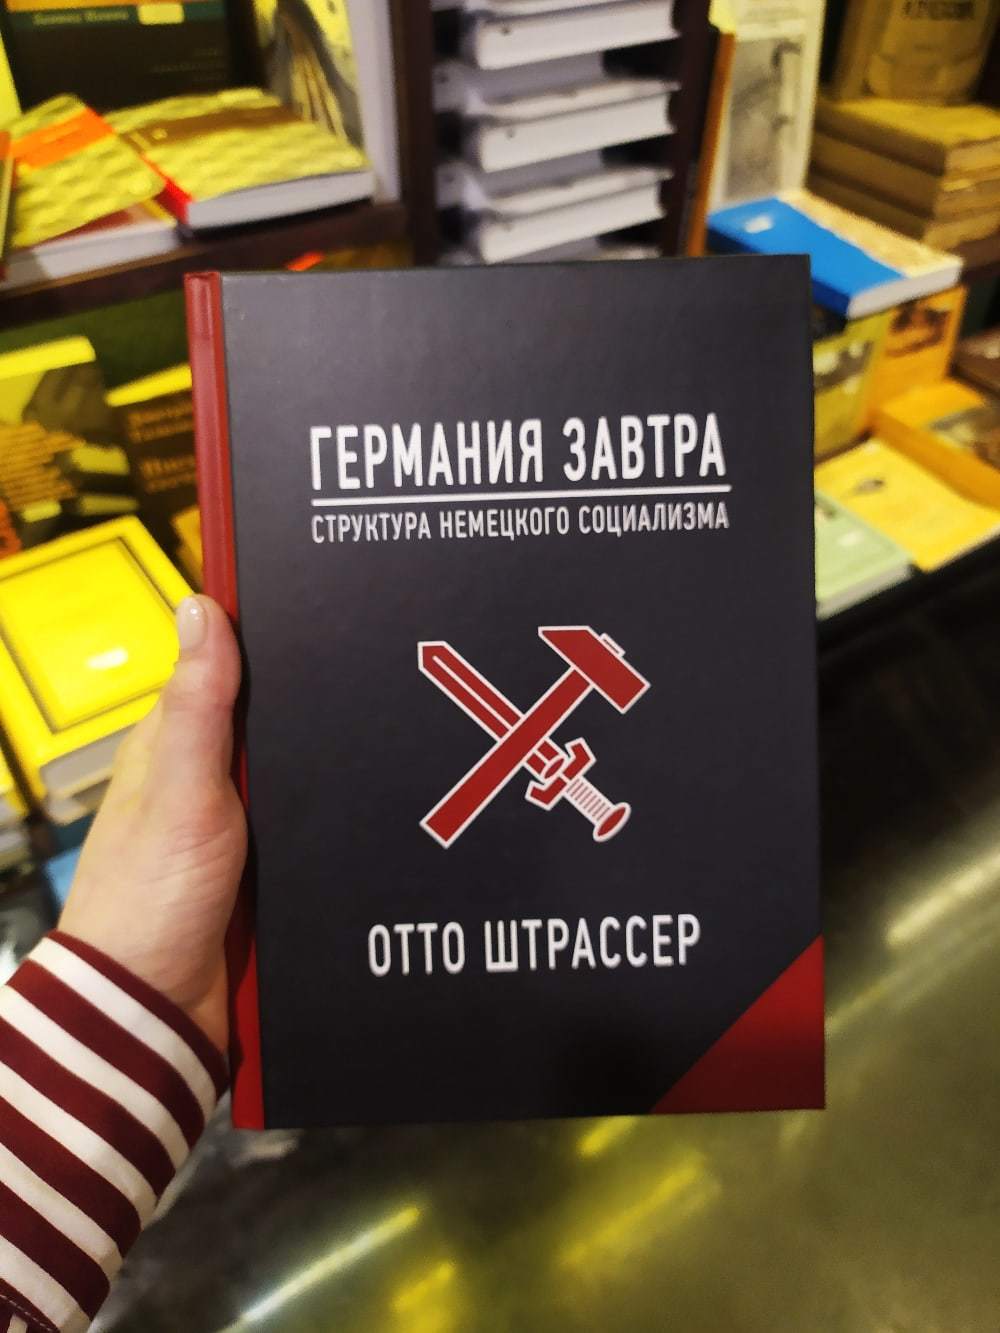 ГЕРМАНИЯ ЗАВТРА
СТРУКТУРА НЕМЕЦКОГО СОЦИАЛИЗМА
ОТТО ШТРАССЕР